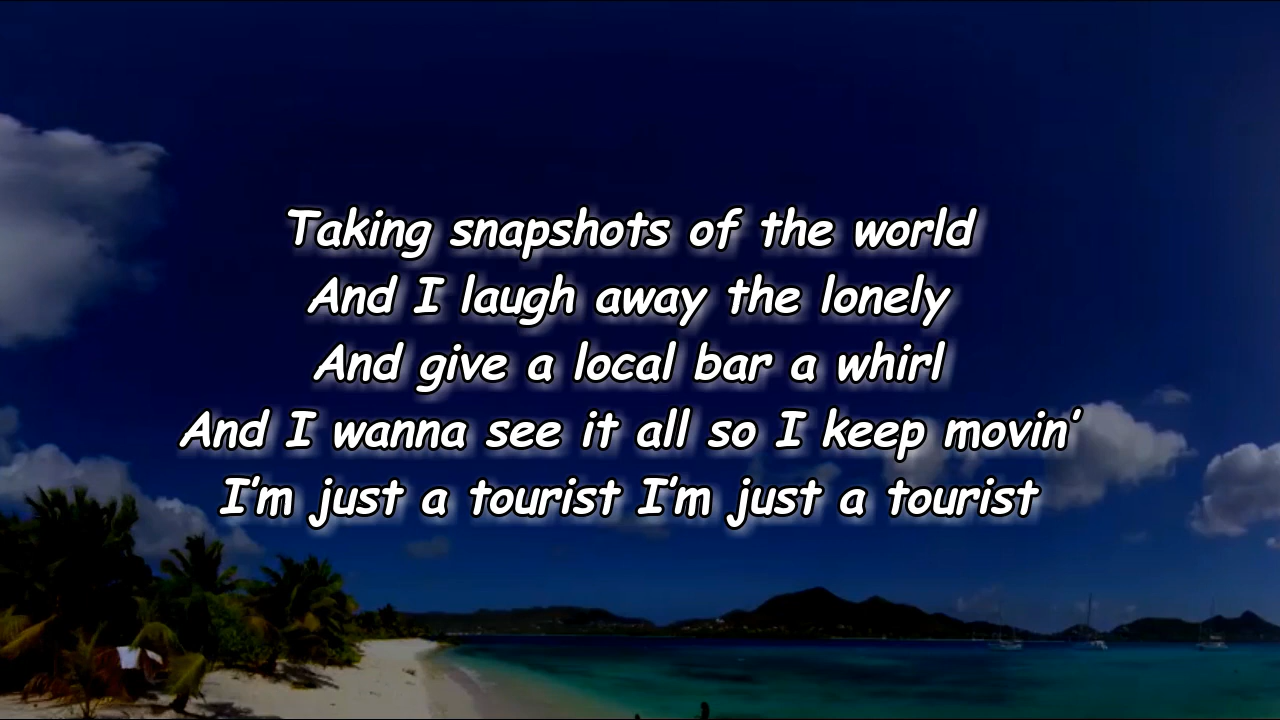 Taking snapshots of the world
And I laugh away the lonely
And give a local bar a whirl
And I wanna see it all so I keep movin’
I’m just a tourist I’m just a tourist